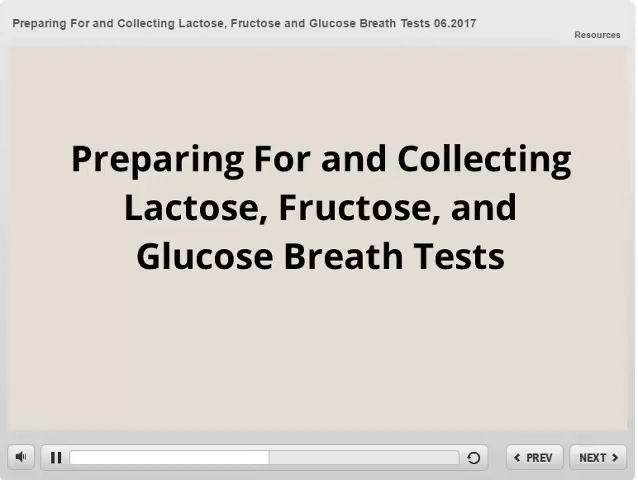 Preparing For and Collecting Lactose, Fructose and Glucose Breath Tests 06.2017
Resources
Preparing For and Collecting
Lactose, Fructose, and
Glucose Breath Tests
PREV
NEXT